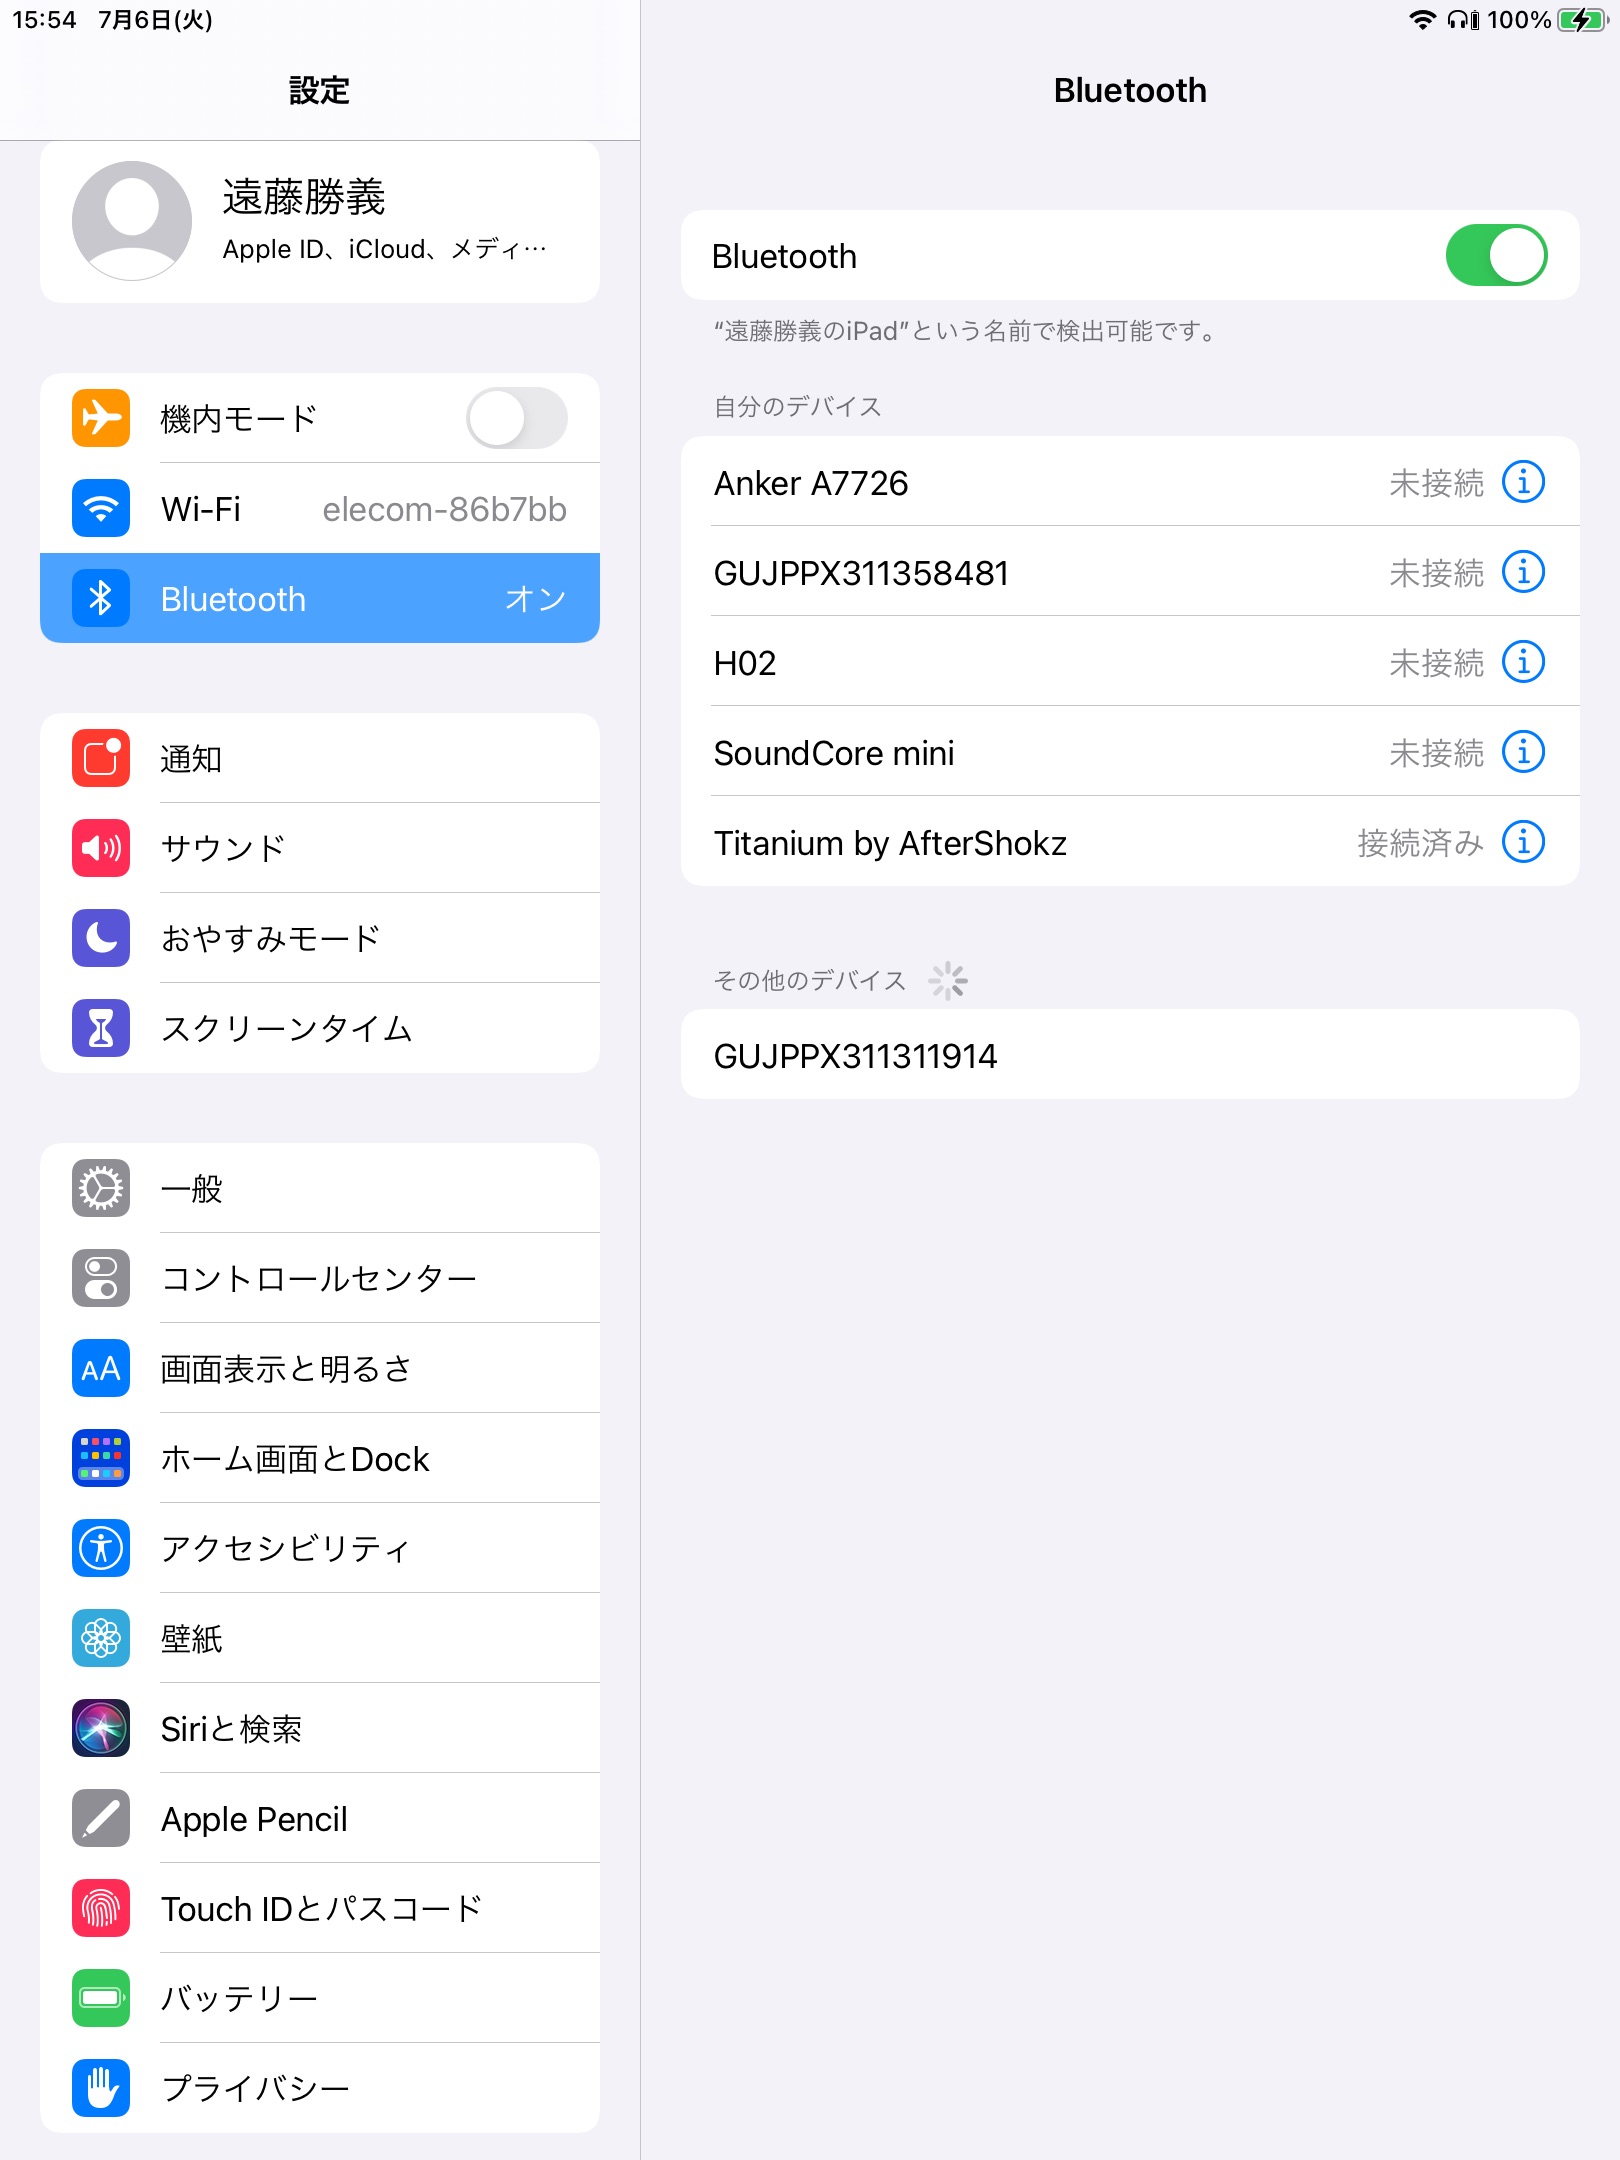 15:54 7月6日(火)
100%
設定
遠藤勝義
Apple ID、iCloud、メディ…
機内モード
Wi-Fi elecom-86b7bb
Bluetooth オン
通知
サウンド
おやすみモード
スクリーンタイム
一般
コントロールセンター
AA 画面表示と明るさ
ホーム画面とDock
アクセシビリティ
壁紙
Siriと検索
Apple Pencil
Touch IDとパスコード
バッテリー
プライバシー
Bluetooth
Bluetooth
“遠藤勝義のiPad”という名前で検出可能です。
自分のデバイス
Anker A7726 未接続
GUJPPX311358481 未接続
H02 未接続
SoundCore mini 未接続
Titanium by AfterShokz 接続済み
その他のデバイス
GUJPPX311311914